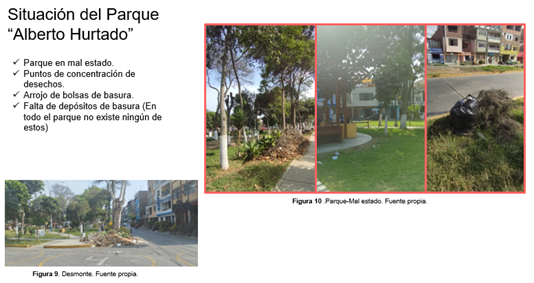 Situación del Parque
“Alberto Hurtado”
✓ Parque en mal estado.
✓ Puntos de concentración de
desechos.
✓ Arrojo de bolsas de basura.
✓ Falta de depósitos de basura (En
todo el parque no existe ningún de
estos)
Figura 10 .Parque-Mal estado. Fuente propia.
Figura 9. Desmonte. Fuente propia.